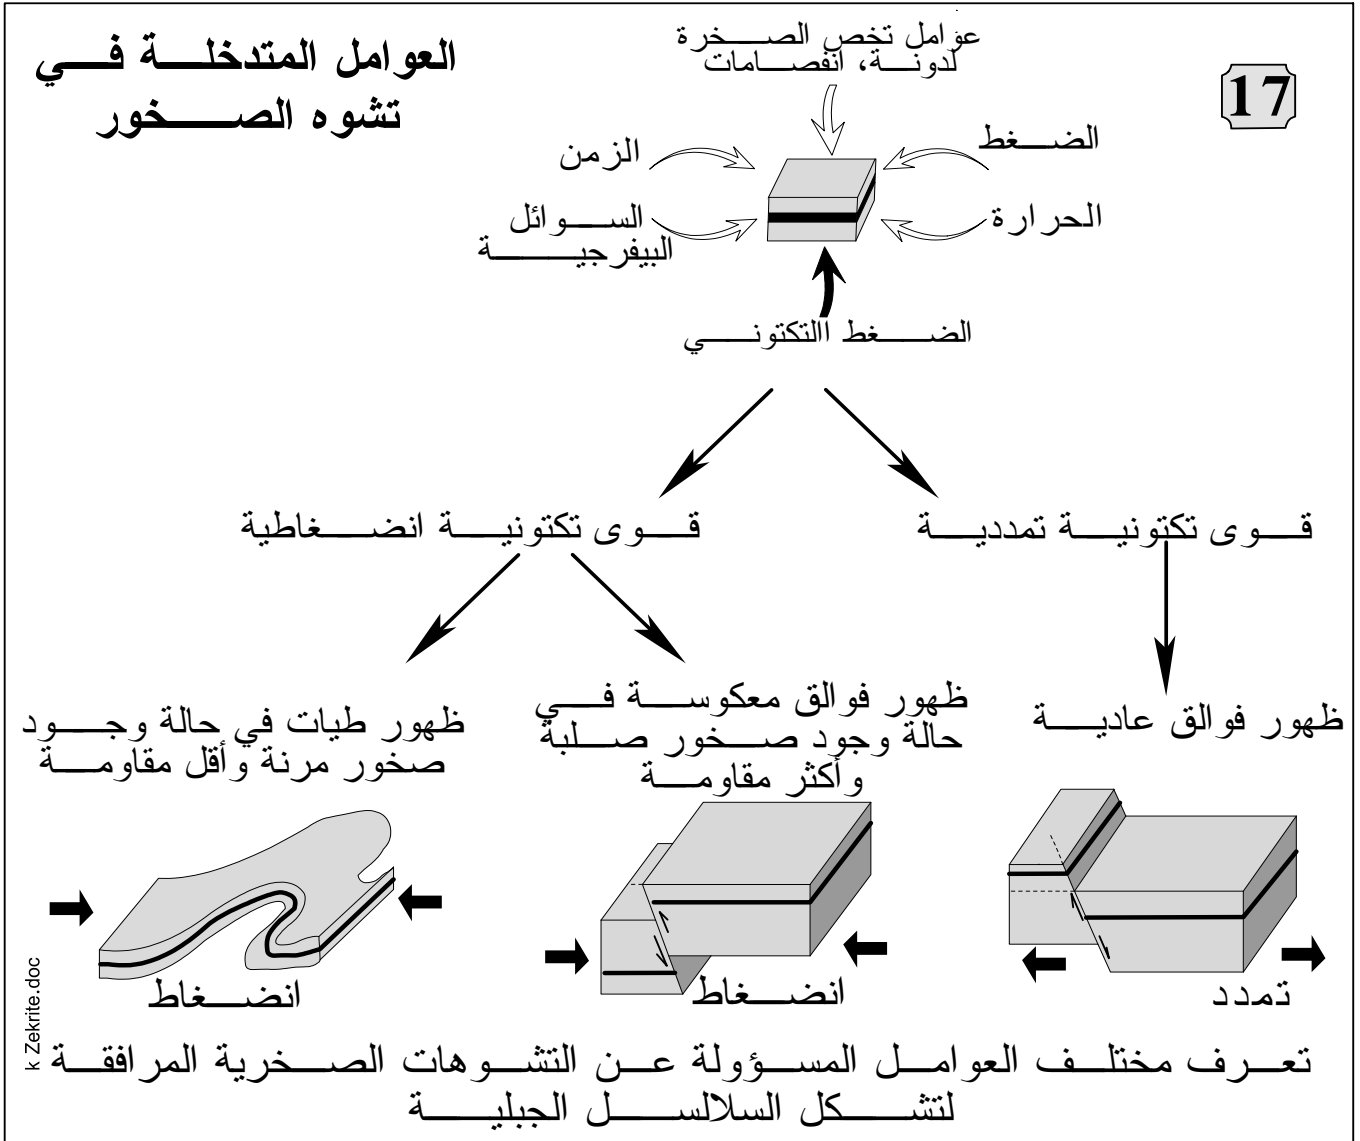 العوامل المتدخلة في
تشوه الصخور
17
عوامل تخص الصخرة
لدونة، انفصامات
الضغط
الزمن
الحرارة
السوائل
البيفرجية
الضغط االتكتوني
قوى تكتونية تمددية
قوى تكتونية انضغاطية
ظهور فوالق عادية
ظهور فوالق معكوسة في
حالة وجود صخور صلبة
وأكثر مقاومة
ظهور طيات في حالة وجود
صخور مرنة وأقل مقاومة
تمدد
انضغاط
انضغاط
k Zekrite.doc
تعرف مختلف العوامل المسؤولة عن التشوهات الصخرية المرافقة
لتشكل السلالسل الجبلية